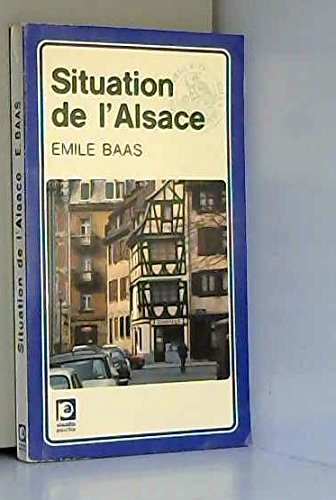 Situation
de l'Alsace
EMILE BAAS
Situation de l'Alsace E. BAAS
alsatia